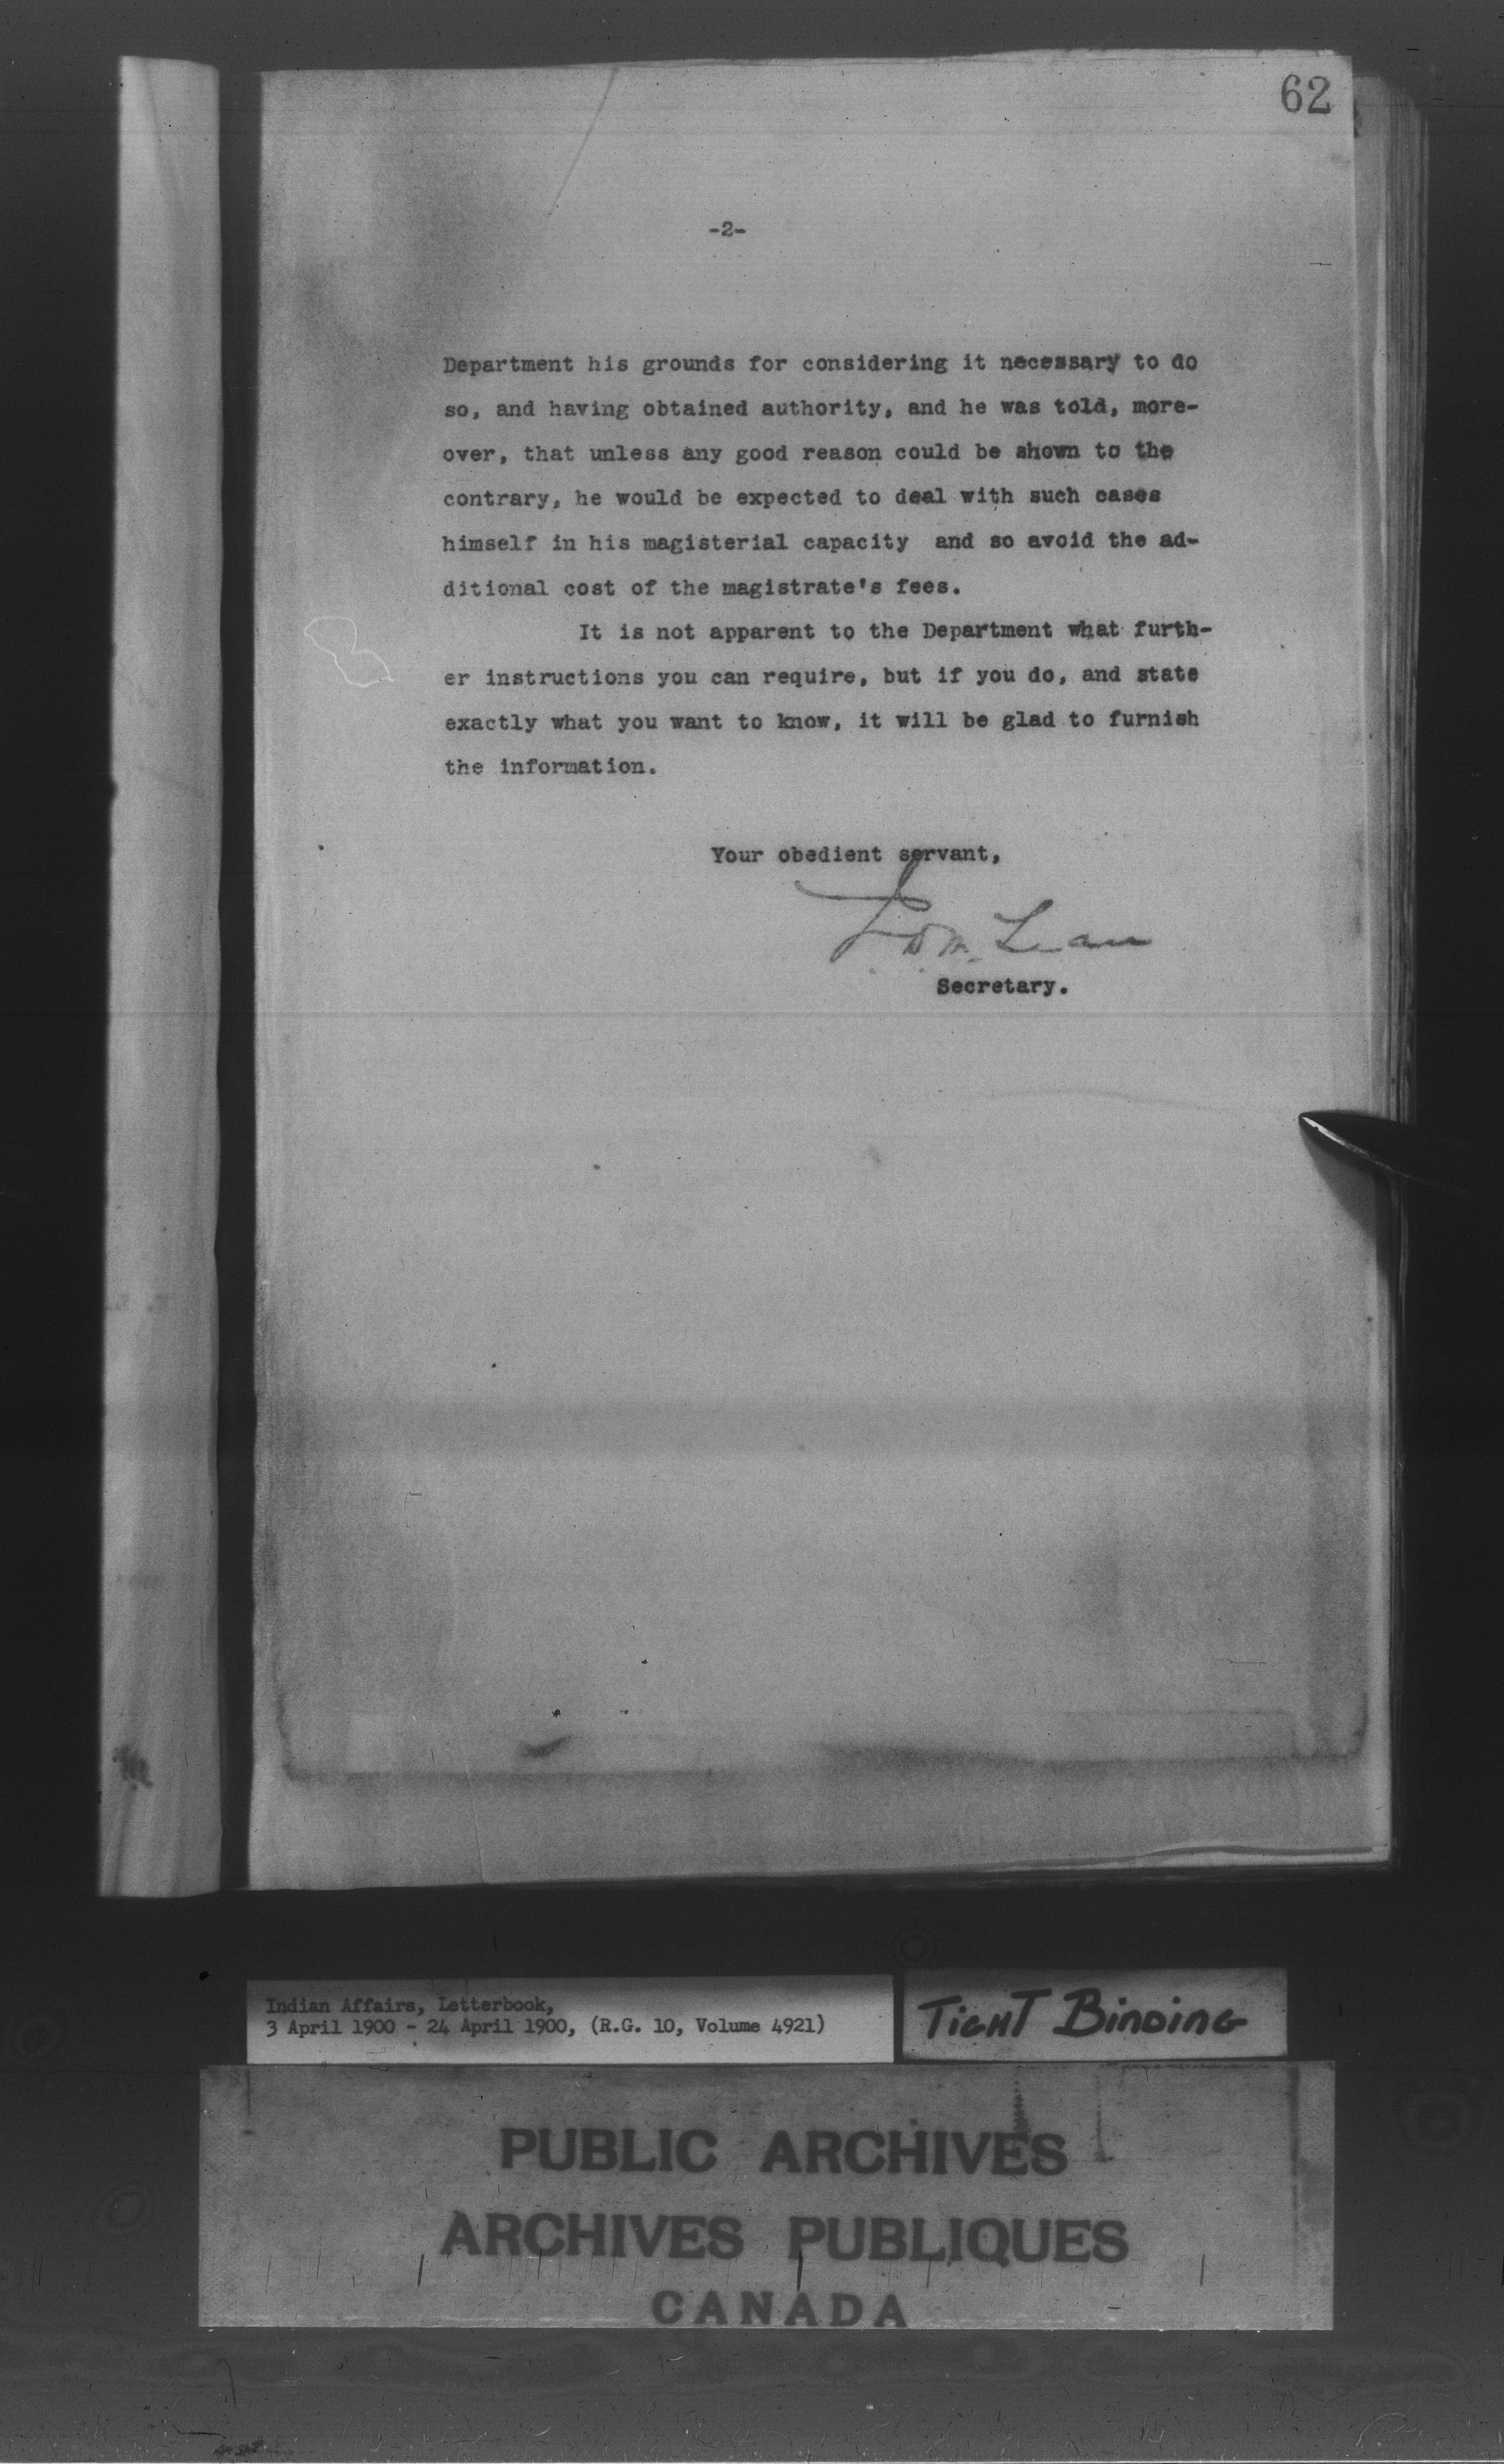 62
-2-
Department his grounds for considering it necessary to do
so, and having obtained authority, and he was told, more-
over, that unless any good reason could be shown to the
contrary, he would be expected to deal with such cases
himself in his magisterial capacity and so avoid the ad-
ditional cost of the magistrate's fees.
It is not apparent to the Department what furth-
er instructions you can require, but if you do, and state
exactly what you want to know, it will be glad to furnish
the information.
Your obedient servant,
Secretary.
Indian Affairs, Letterbook,
3 April 1900 - 24 April 1900, (R.G. 10, Volume 4921)
TIGHT BINDING
PUBLIC ARCHIVES
ARCHIVES PUBLIQUES
CANADA